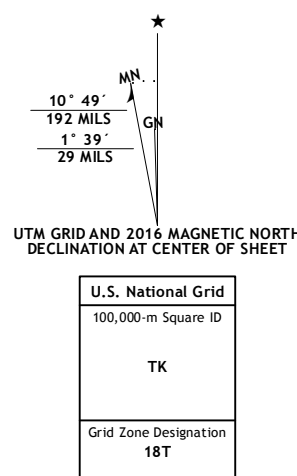 ★
MN
GN
10° 49´
192 MILS
1° 39´
29 MILS
UTM GRID AND 2016 MAGNETIC NORTH
DECLINATION AT CENTER OF SHEET
U.S. National Grid
100,000-m Square ID
TK
Grid Zone Designation
18T